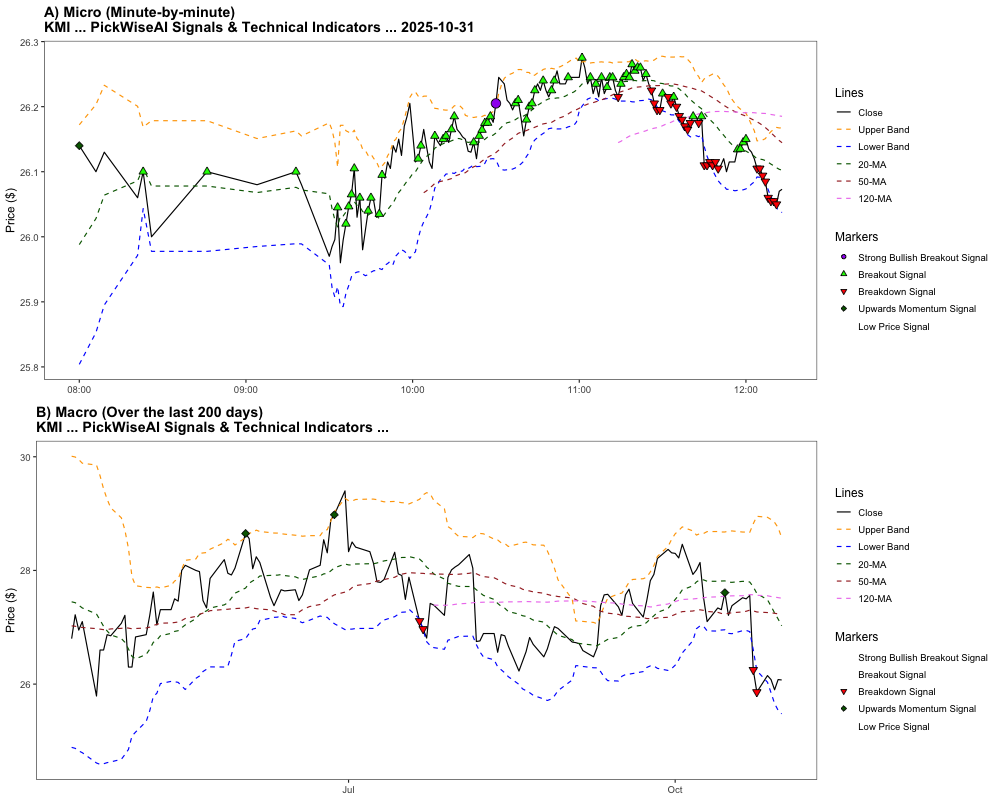 A) Micro (Minute-by-minute)
KMI ... PickWiseAI Signals & Technical Indicators ... 2025-10-31
26.3
26.2
26.1
26.0
25.9
25.8
Price ($)
08:00
09:00
10:00
11:00
12:00
Lines
Close
Upper Band
Lower Band
20-MA
50-MA
120-MA
Markers
Strong Bullish Breakout Signal
Breakout Signal
Breakdown Signal
Upwards Momentum Signal
Low Price Signal
B) Macro (Over the last 200 days)
KMI ... PickWiseAI Signals & Technical Indicators ...
30
28
26
Price ($)
Jul
Oct
Lines
Close
Upper Band
Lower Band
20-MA
50-MA
120-MA
Markers
Strong Bullish Breakout Signal
Breakout Signal
Breakdown Signal
Upwards Momentum Signal
Low Price Signal